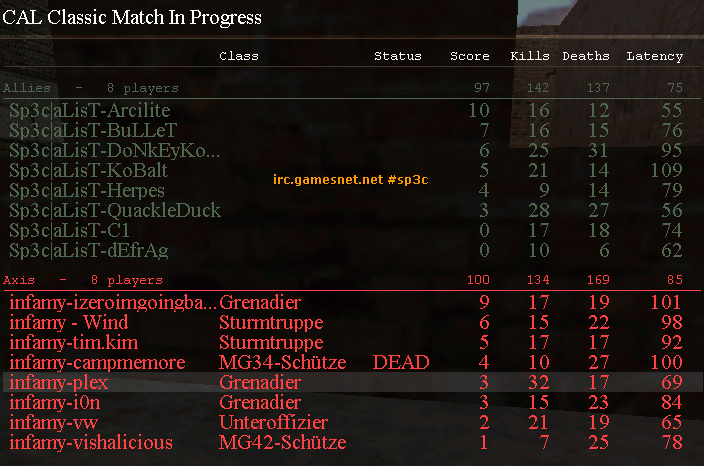 CAL Classic Match In Progress
Class Status Score Kills Deaths Latency
Allies - 8 players 97 142 137 75
Sp3c|aLisT-Arcilite 10 16 12 55
Sp3c|aLisT-BuLLeT 7 16 15 76
Sp3c|aLisT-DoNkEyKo... 6 25 31 95
Sp3c|aLisT-KoBalt 5 21 14 109
irc.gamesnet.net #sp3c
Sp3c|aLisT-Herpes 4 9 14 79
Sp3c|aLisT-QuackleDuck 3 28 27 56
Sp3c|aLisT-C1 0 17 18 74
Sp3c|aLisT-dEfrAg 0 10 6 62
Axis - 8 players 100 134 169 85
infamy-izeroimgoingba... Grenadier 9 17 19 101
infamy - Wind Sturmtruppe 6 15 22 98
infamy-tim.kim Sturmtruppe 5 17 17 92
infamy-campmemore MG34-Schütze DEAD 4 10 27 100
infamy-plex Grenadier 3 32 17 69
infamy-i0n Grenadier 3 15 23 84
infamy-vw Unteroffizier 2 21 19 65
infamy-vishalicious MG42-Schütze 1 7 25 78